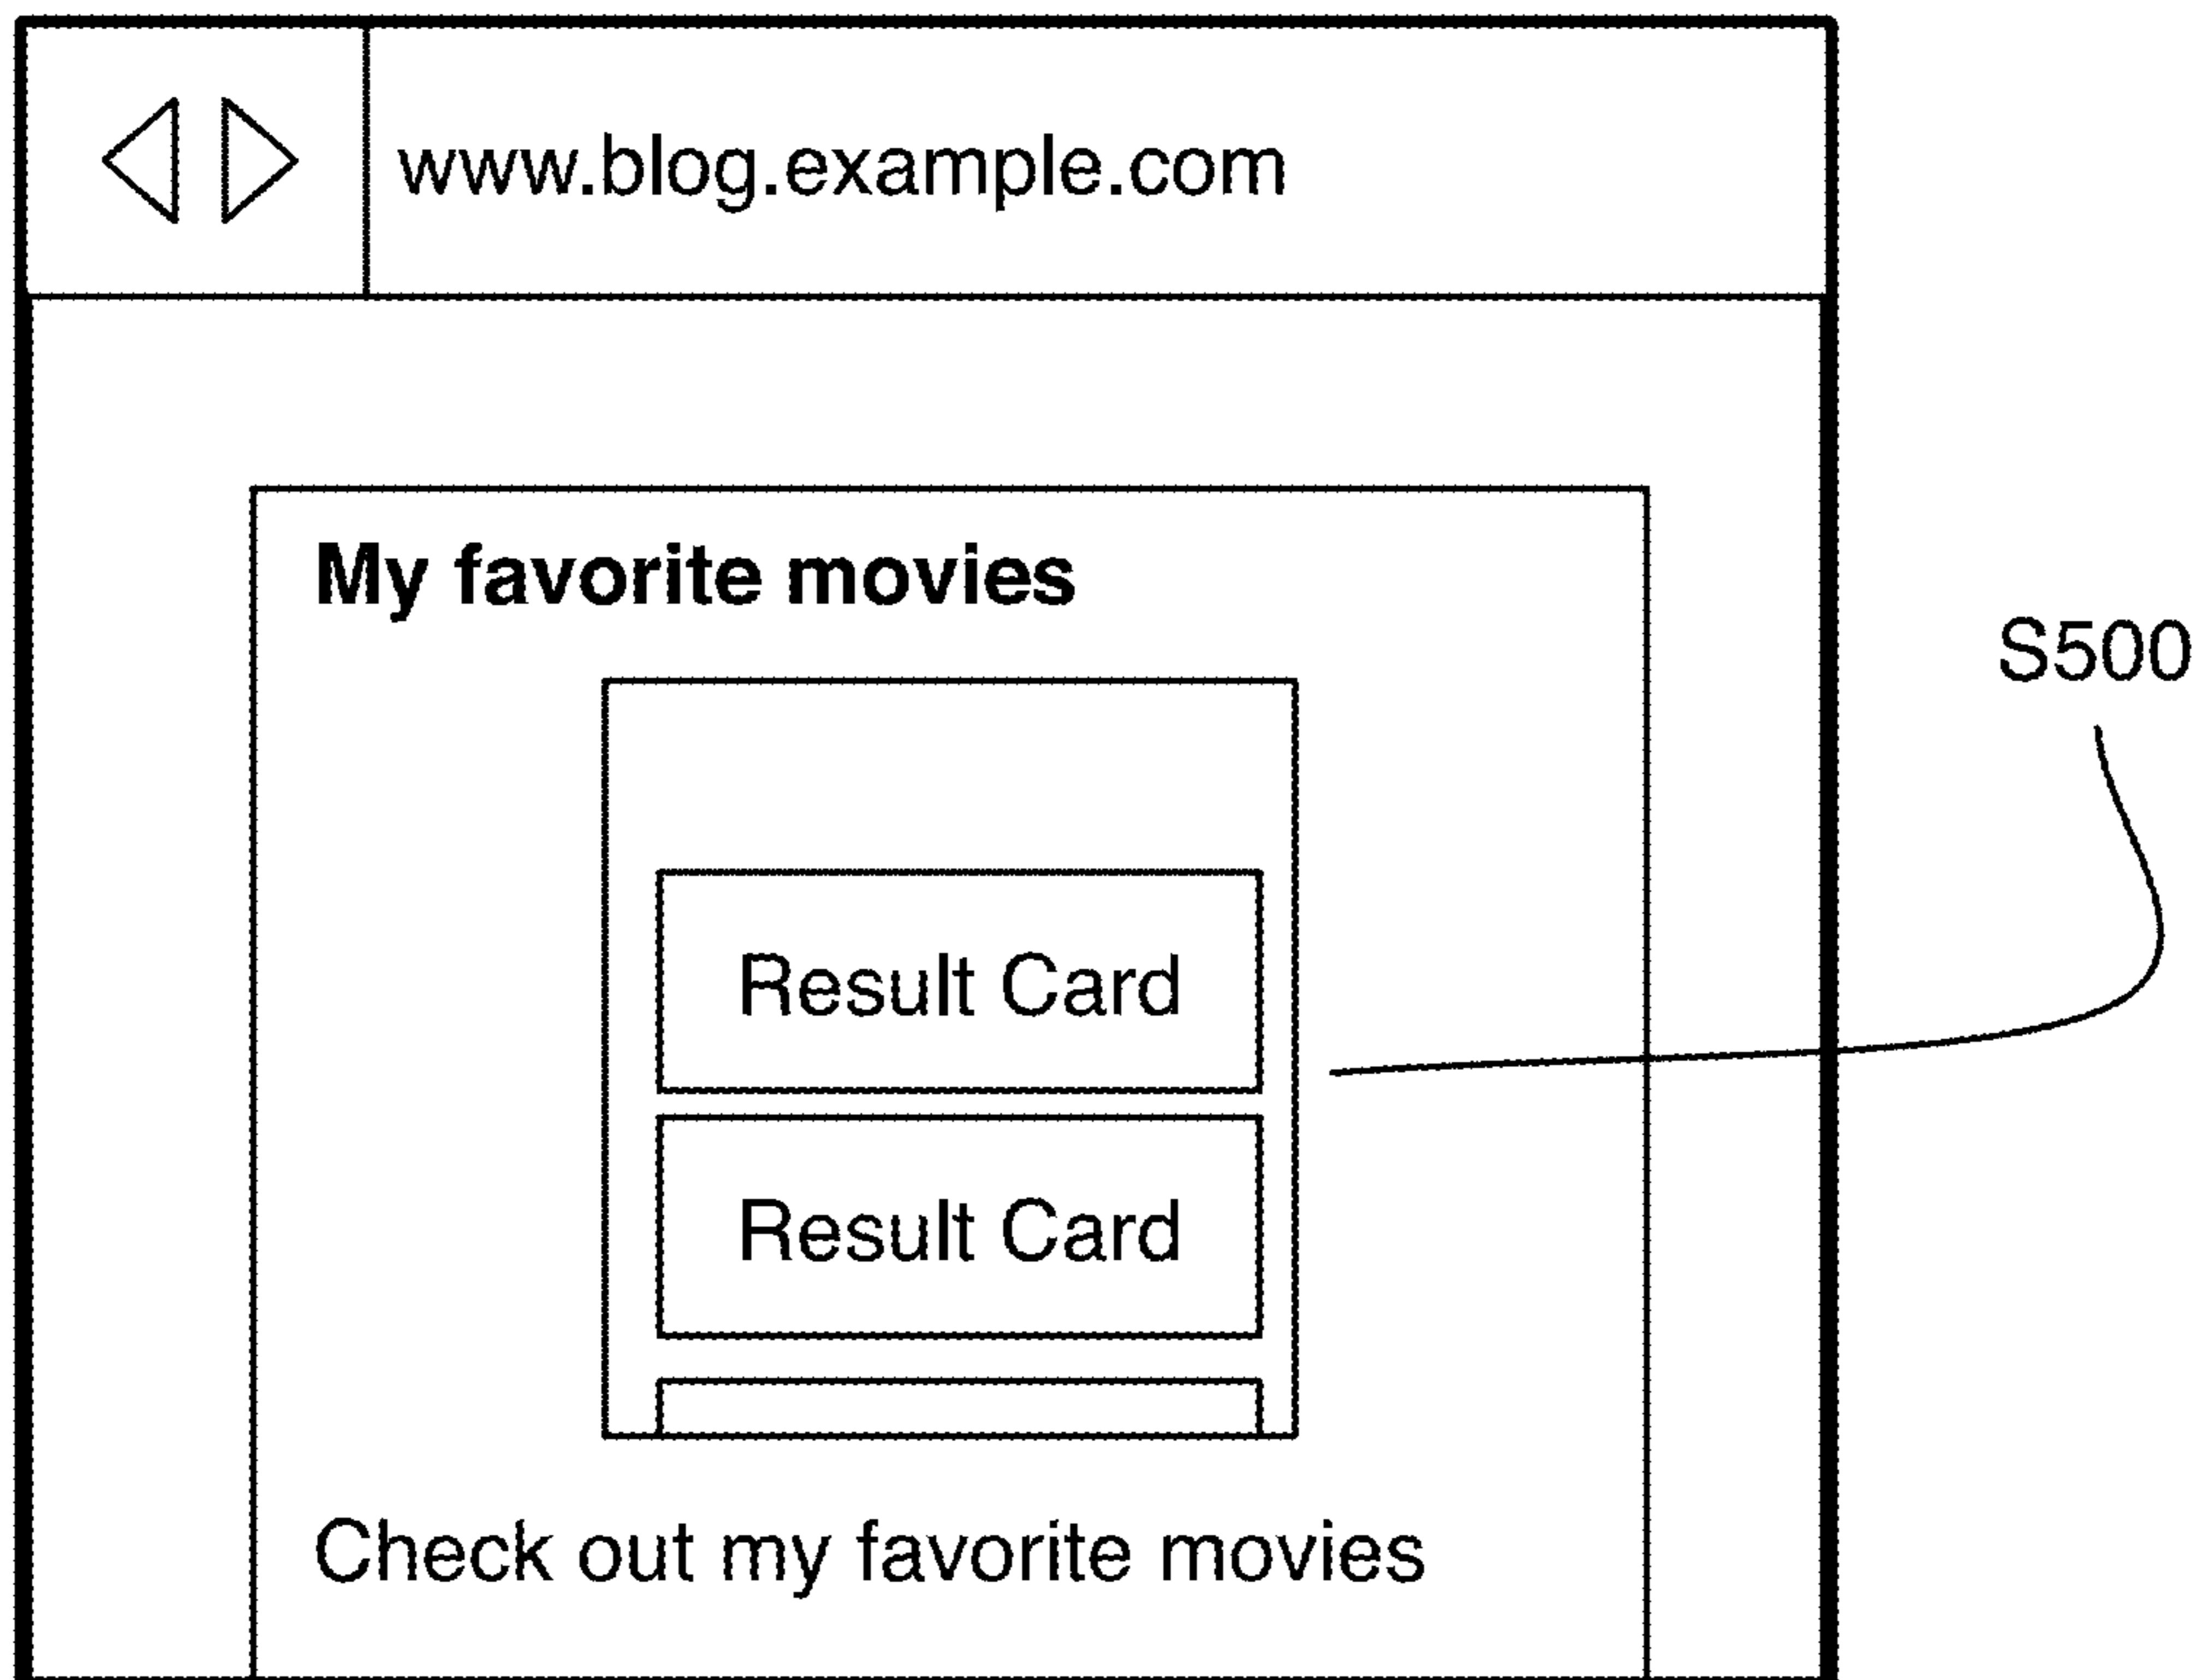 www.blog.example.com
My favorite movies
S500
Result Card
Result Card
Check out my favorite movies